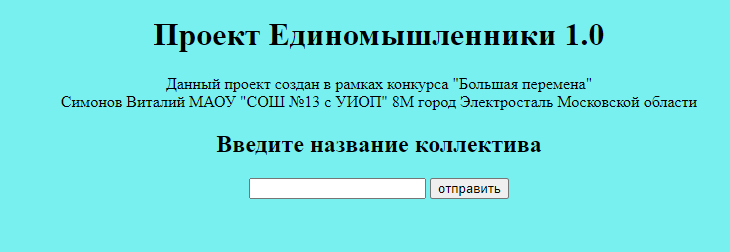 Проект Единомышленники 1.0
Данный проект создан в рамках конкурса "Большая перемена"
Симонов Виталий МАОУ "СОШ №13 с УИОП" 8М город Электросталь Московской области
Введите название коллектива
отправить